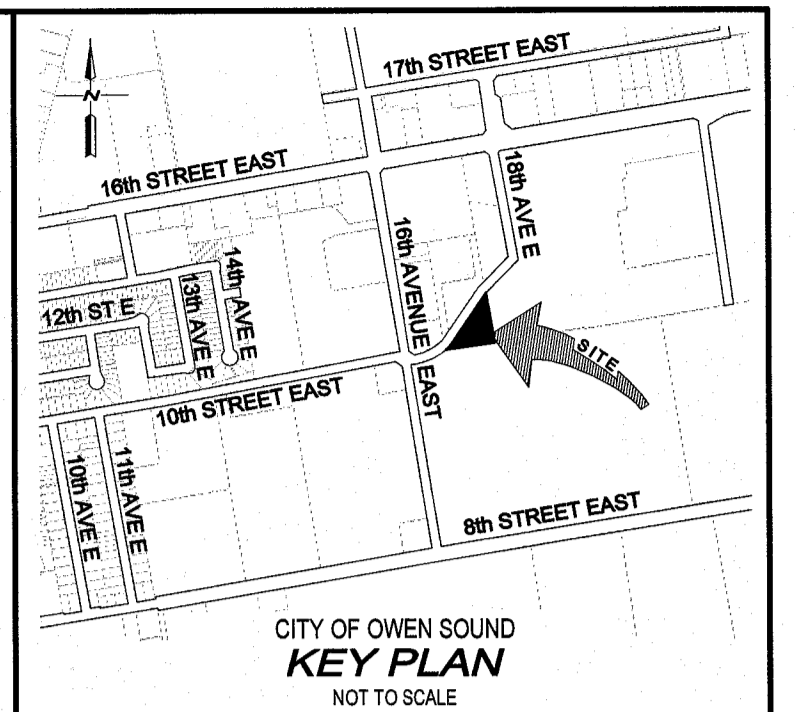 17th STREET EAST
N
16th STREET EAST
18th AVE E
16th AVENUE EAST
14th AVE E
13th AVE E
12th ST E
SITE
10th STREET EAST
11th AVE E
10th AVE E
8th STREET EAST
CITY OF OWEN SOUND
KEY PLAN
NOT TO SCALE